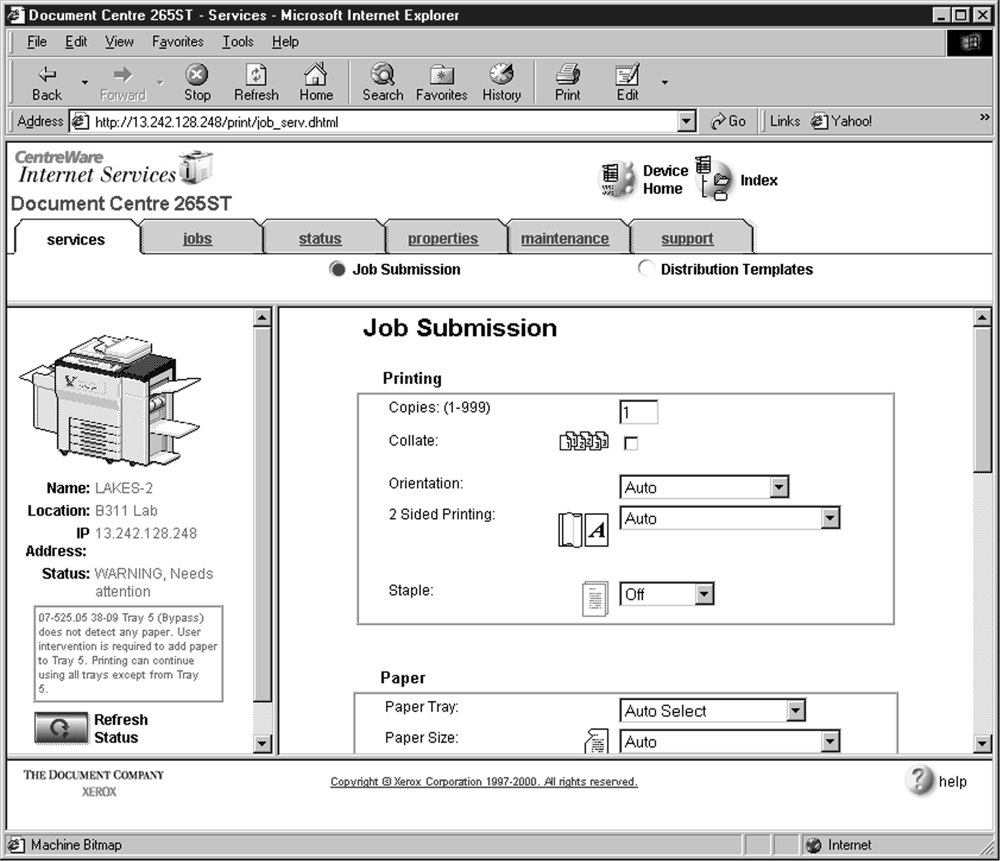 Document Centre 265ST - Services - Microsoft Internet Explorer
File Edit View Favorites Tools Help
Back Forward Stop Refresh Home Search Favorites History Print Edit
Address http://13.242.128.248/print/job_serv.dhtml Go Links Yahoo! »
CentreWare
Internet Services
Device Home
Index
Document Centre 265ST
services jobs status properties maintenance support
Job Submission Distribution Templates
Name: LAKES-2
Location: B311 Lab
IP 13.242.128.248
Address:
Status: WARNING, Needs
attention
07-525.05 38-09 Tray 5 (Bypass)
does not detect any paper. User
intervention is required to add paper
to Tray 5. Printing can continue
using all trays except from Tray
5.
Refresh
Status
Job Submission
Printing
Copies: (1-999) 1
Collate:
Orientation: Auto
2 Sided Printing: A Auto
Staple: Off
Paper
Paper Tray: Auto Select
Paper Size: Auto
THE DOCUMENT COMPANY
XEROX
Copyright © Xerox Corporation 1997-2000. All rights reserved.
? help
Machine Bitmap Internet